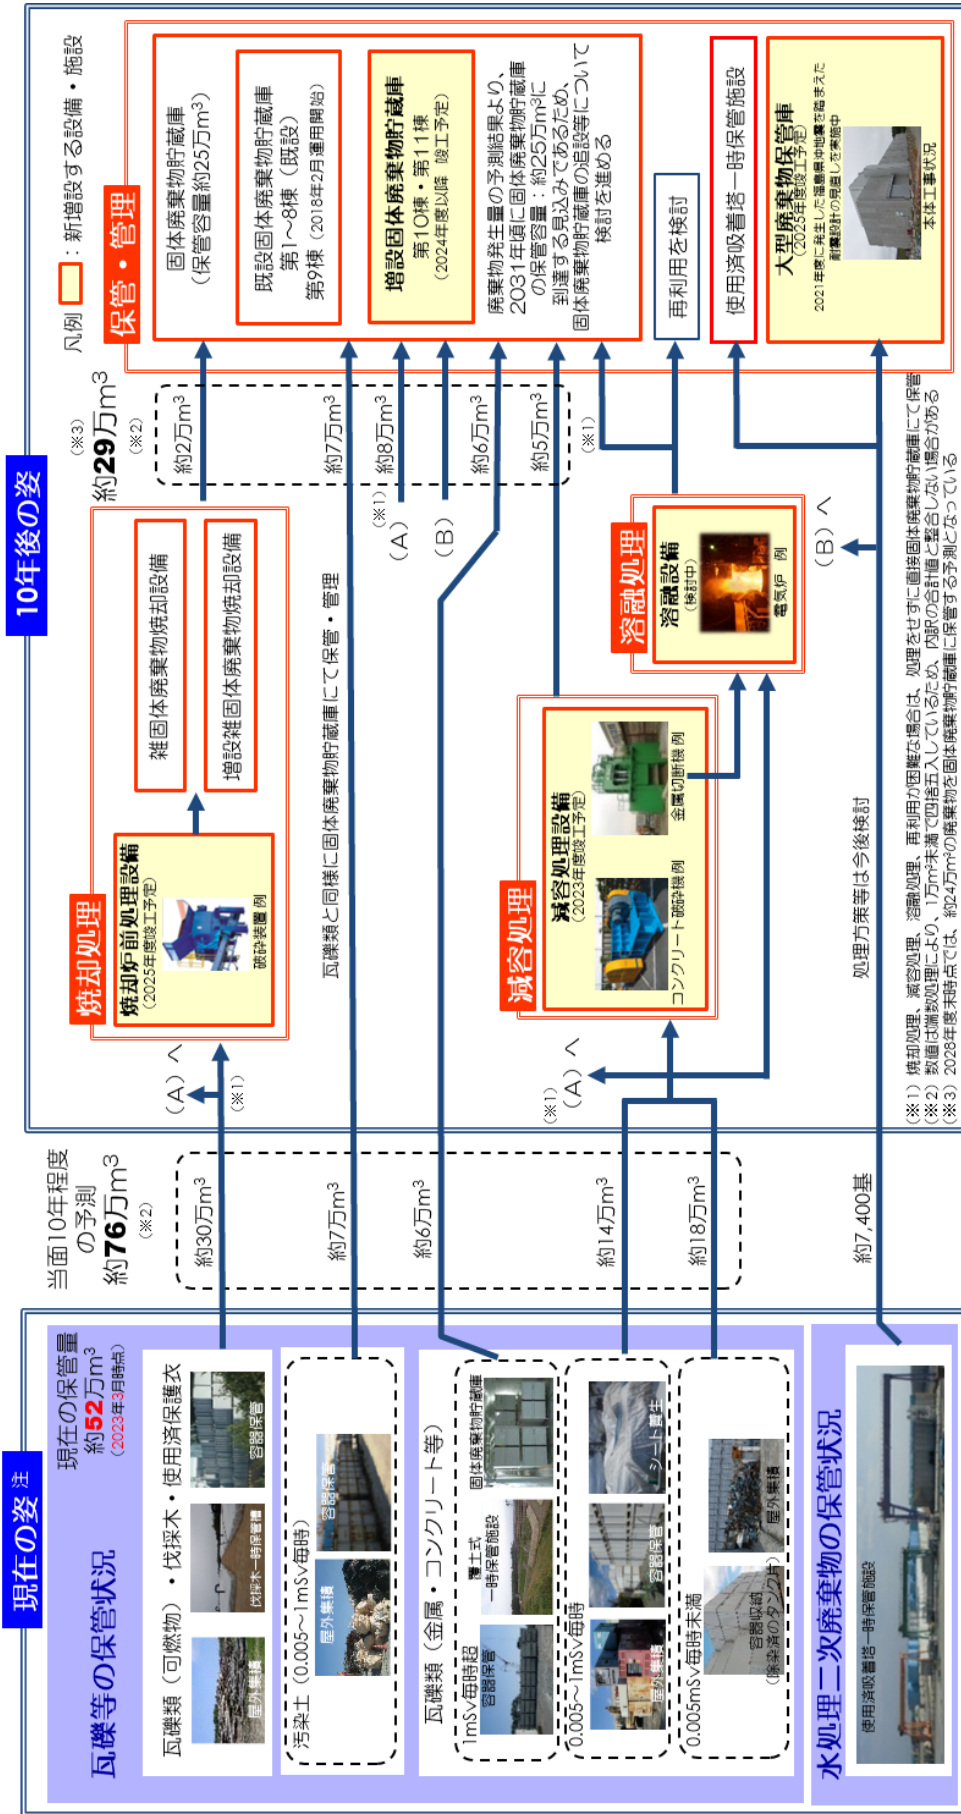 現在の姿 注
瓦礫等の保管状況
現在の保管量
約52万m³
（2023年3月時点）
瓦礫類（可燃物）・伐採木・使用済保護衣
屋外集積
伐採木一時保管槽
容器保管
汚染土（0.005～1mSv毎時）
屋外集積
容器保管
瓦礫類（金属・コンクリート等）
1mSv毎時超
容器保管
覆土式
一時保管施設
固体廃棄物貯蔵庫
0.005～1mSv毎時
屋外集積
容器保管
シート養生
0.005mSv毎時未満
容器収納
（除染済のタンク片）
屋外集積
水処理二次廃棄物の保管状況
使用済吸着塔一時保管施設
当面10年程度
の予測
約76万m³
（※2）
約30万m³
約7万m³
約6万m³
約14万m³
約18万m³
約7,400基
10年後の姿
（A）へ
（※1）
焼却処理
焼却炉前処理設備
（2025年度竣工予定）
破砕装置 例
雑固体廃棄物焼却設備
増設雑固体廃棄物焼却設備
瓦礫類と同様に固体廃棄物貯蔵庫にて保管・管理
（※1）
（A）へ
減容処理
減容処理設備
（2023年度竣工予定）
コンクリート破砕機 例
金属切断機 例
溶融処理
溶融設備
（検討中）
電気炉 例
処理方策等は今後検討
（B）へ
（※3）
約29万m³
（※2）
約2万m³
約7万m³
（※1）
（A）
約8万m³
（B）
約6万m³
約5万m³
（※1）
凡例
：新増設する設備・施設
保管・管理
固体廃棄物貯蔵庫
（保管容量約25万m³）
既設固体廃棄物貯蔵庫
第1～8棟（既設）
第9棟（2018年2月運用開始）
増設固体廃棄物貯蔵庫
第10棟・第11棟
（2024年度以降 竣工予定）
廃棄物発生量の予測結果より、
2031年頃に固体廃棄物貯蔵庫
の保管容量：約25万m³に
到達する見込みであるため、
固体廃棄物貯蔵庫の追設等について
検討を進める
再利用を検討
使用済吸着塔一時保管施設
大型廃棄物保管庫
（2025年度竣工予定）
2021年度に発生した福島県沖地震を踏まえた
耐震設計の見直しを実施中
本体工事状況
（※1）焼却処理、減容処理、溶融処理、再利用が困難な場合は、処理をせずに直接固体廃棄物貯蔵庫にて保管
（※2）数値は端数処理により、1万m³未満で四捨五入しているため、内訳の合計値と整合しない場合がある
（※3）2028年度末時点では、約24万m³の廃棄物を固体廃棄物貯蔵庫に保管する予測となっている